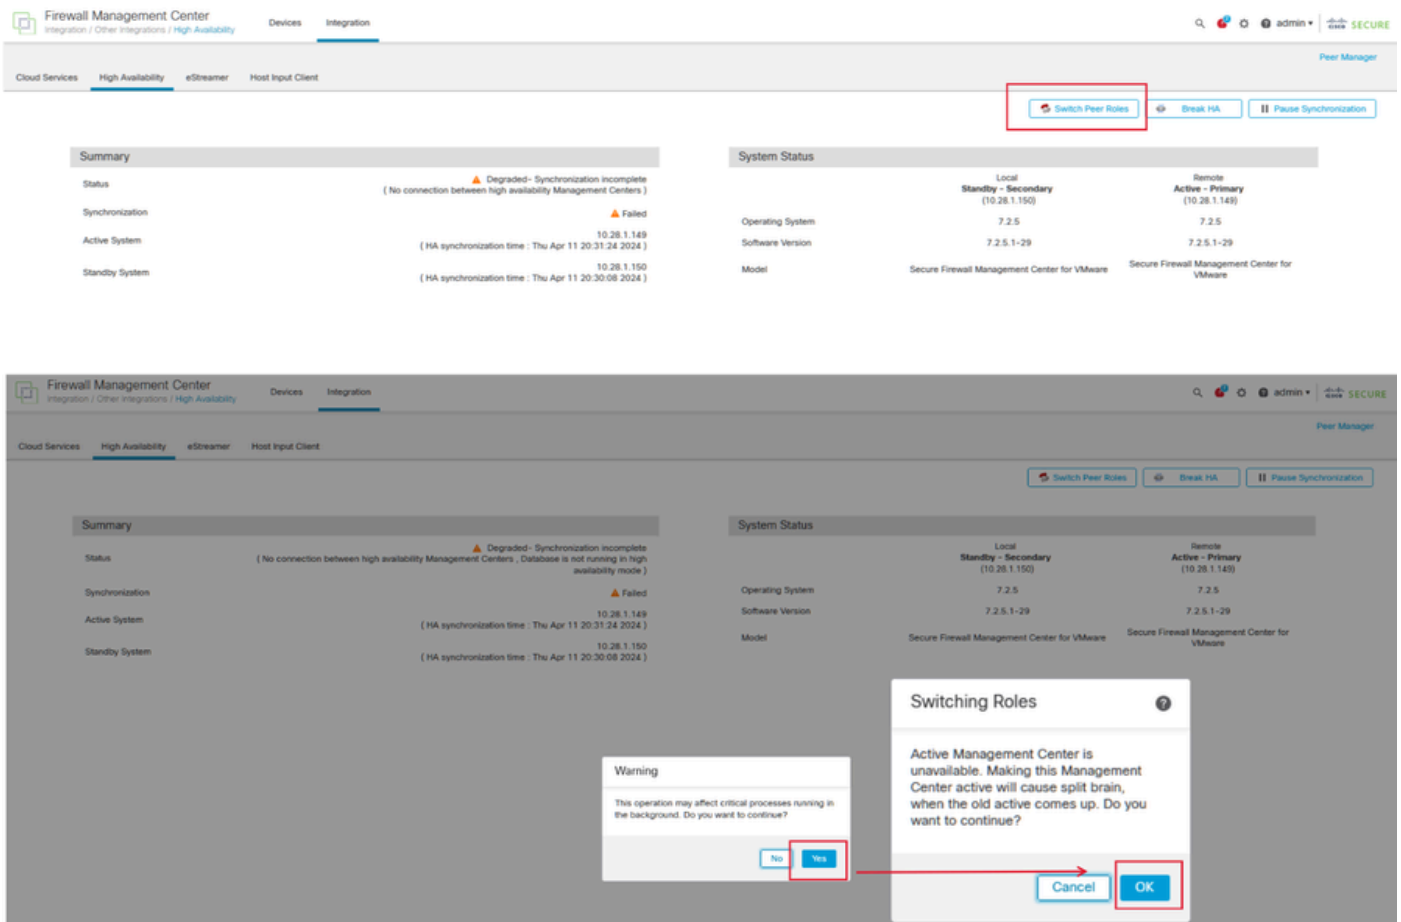 Firewall Management Center
Integration / Other Integrations / High Availability
Devices
Integration
admin
CISCO SECURE
Peer Manager
Cloud Services
High Availability
eStreamer
Host Input Client
Switch Peer Roles
Break HA
Pause Synchronization
Summary
Status
Degraded- Synchronization incomplete
( No connection between high availability Management Centers )
Synchronization
Failed
Active System
10.28.1.149
( HA synchronization time : Thu Apr 11 20:31:24 2024 )
Standby System
10.28.1.150
( HA synchronization time : Thu Apr 11 20:30:08 2024 )
System Status
Local
Standby - Secondary
(10.28.1.150)
Remote
Active - Primary
(10.28.1.149)
Operating System
7.2.5
7.2.5
Software Version
7.2.5.1-29
7.2.5.1-29
Model
Secure Firewall Management Center for VMware
Secure Firewall Management Center for
VMware
Firewall Management Center
Integration / Other Integrations / High Availability
Devices
Integration
admin
CISCO SECURE
Peer Manager
Cloud Services
High Availability
eStreamer
Host Input Client
Switch Peer Roles
Break HA
Pause Synchronization
Summary
Status
Degraded- Synchronization incomplete
( No connection between high availability Management Centers , Database is not running in high
availability mode )
Synchronization
Failed
Active System
10.28.1.149
( HA synchronization time : Thu Apr 11 20:31:24 2024 )
Standby System
10.28.1.150
( HA synchronization time : Thu Apr 11 20:30:08 2024 )
System Status
Local
Standby - Secondary
(10.28.1.150)
Remote
Active - Primary
(10.28.1.149)
Operating System
7.2.5
7.2.5
Software Version
7.2.5.1-29
7.2.5.1-29
Model
Secure Firewall Management Center for VMware
Secure Firewall Management Center for
VMware
Warning
This operation may affect critical processes running in
the background. Do you want to continue?
No
Yes
Switching Roles
Active Management Center is
unavailable. Making this Management
Center active will cause split brain,
when the old active comes up. Do you
want to continue?
Cancel
OK